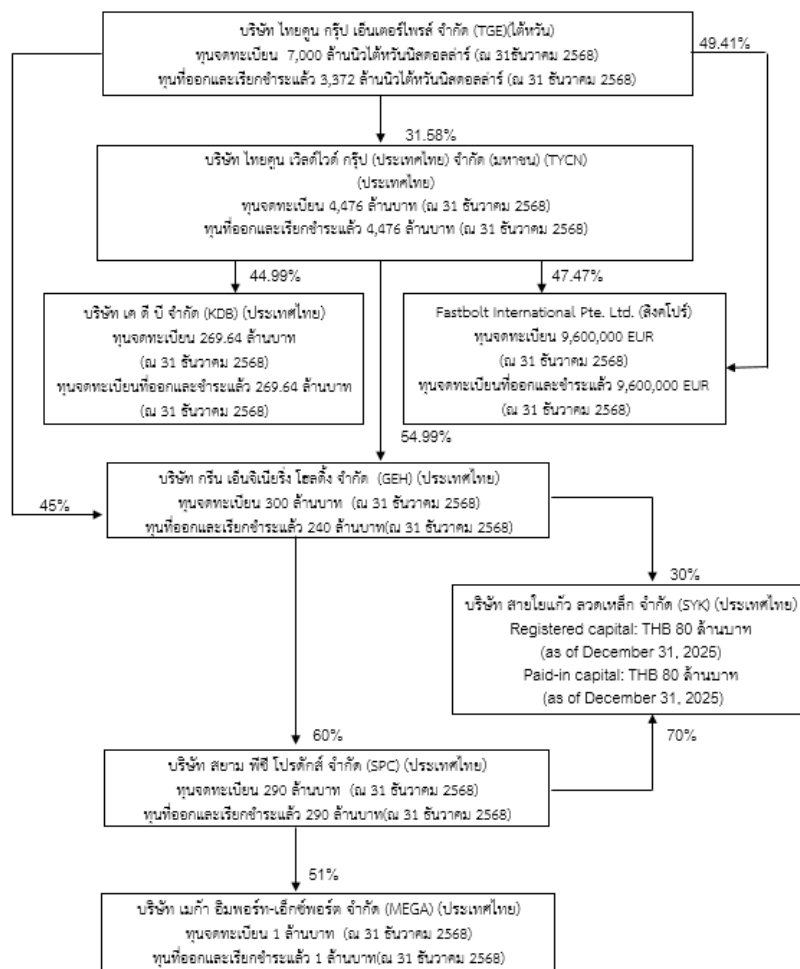 บริษัท ไทยคูน กรุ๊ป เอ็นเตอร์ไพรส์ จำกัด (TGE)(ไต้หวัน)
ทุนจดทะเบียน 7,000 ล้านนิวไต้หวันนิสดอลล่าร์ (ณ 31ธันวาคม 2568)
ทุนที่ออกและเรียกชำระแล้ว 3,372 ล้านนิวไต้หวันนิสดอลล่าร์ (ณ 31 ธันวาคม 2568)
49.41%
31.58%
บริษัท ไทยคูน เวิลด์ไวด์ กรุ๊ป (ประเทศไทย) จำกัด (มหาชน) (TYCN)
(ประเทศไทย)
ทุนจดทะเบียน 4,476 ล้านบาท (ณ 31 ธันวาคม 2568)
ทุนที่ออกและเรียกชำระแล้ว 4,476 ล้านบาท (ณ 31 ธันวาคม 2568)
44.99%
47.47%
บริษัท เค ดี บี จำกัด (KDB) (ประเทศไทย)
ทุนจดทะเบียน 269.64 ล้านบาท
(ณ 31 ธันวาคม 2568)
ทุนจดทะเบียนที่ออกและชำระแล้ว 269.64 ล้านบาท
(ณ 31 ธันวาคม 2568)
Fastbolt International Pte. Ltd. (สิงคโปร์)
ทุนจดทะเบียน 9,600,000 EUR
(ณ 31 ธันวาคม 2568)
ทุนจดทะเบียนที่ออกและชำระแล้ว 9,600,000 EUR
(ณ 31 ธันวาคม 2568)
54.99%
บริษัท กรีน เอ็นจิเนียริ่ง โฮลดิ้ง จำกัด (GEH) (ประเทศไทย)
ทุนจดทะเบียน 300 ล้านบาท (ณ 31 ธันวาคม 2568)
ทุนที่ออกและเรียกชำระแล้ว 240 ล้านบาท(ณ 31 ธันวาคม 2568)
45%
30%
บริษัท สายใยแก้ว ลวดเหล็ก จำกัด (SYK) (ประเทศไทย)
Registered capital: THB 80 ล้านบาท
(as of December 31, 2025)
Paid-in capital: THB 80 ล้านบาท
(as of December 31, 2025)
60%
70%
บริษัท สยาม พีซี โปรดักส์ จำกัด (SPC) (ประเทศไทย)
ทุนจดทะเบียน 290 ล้านบาท (ณ 31 ธันวาคม 2568)
ทุนที่ออกและเรียกชำระแล้ว 290 ล้านบาท(ณ 31 ธันวาคม 2568)
51%
บริษัท เมก้า อิมพอร์ท-เอ็กซ์พอร์ต จำกัด (MEGA) (ประเทศไทย)
ทุนจดทะเบียน 1 ล้านบาท (ณ 31 ธันวาคม 2568)
ทุนที่ออกและเรียกชำระแล้ว 1 ล้านบาท(ณ 31 ธันวาคม 2568)